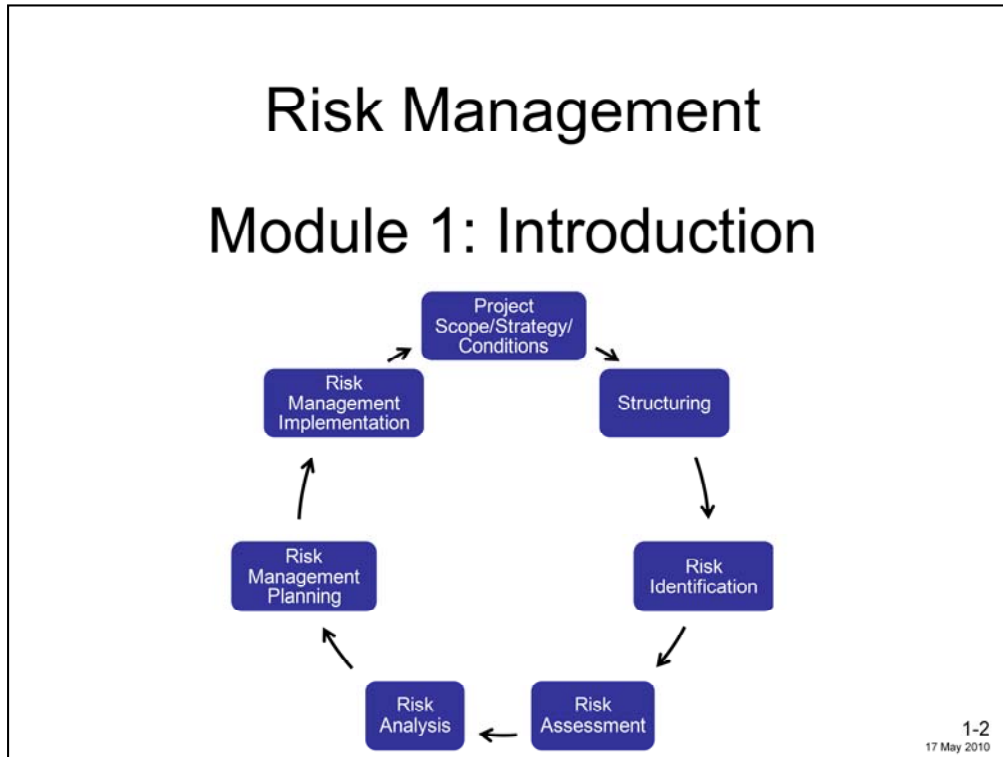 Risk Management
Module 1: Introduction
Project
Scope/Strategy/
Conditions
Structuring
Risk
Identification
Risk
Assessment
Risk
Analysis
Risk
Management
Planning
Risk
Management
Implementation
1-2
17 May 2010